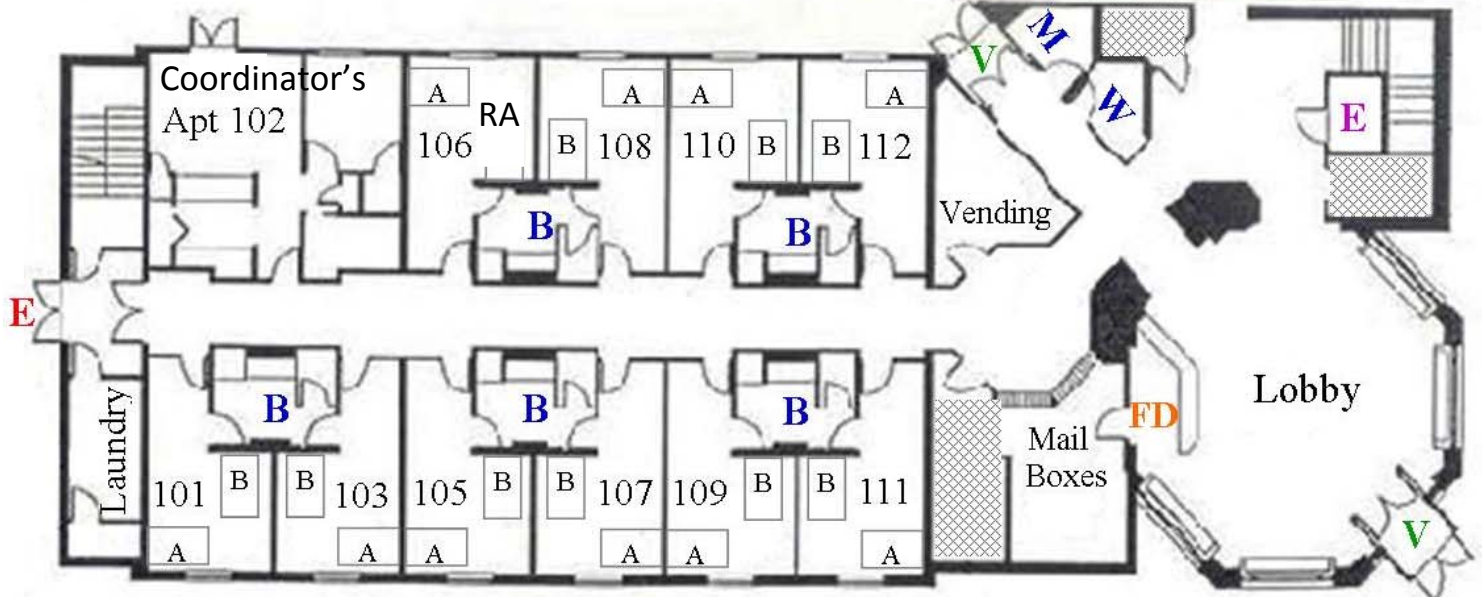 Coordinator's
Apt 102
A
106
RA
A
B
108
A
110
B
A
B
112
B
B
V
M
W
E
Vending
E
Laundry
B
B
B
101
B
A
B
103
A
105
B
A
B
107
A
109
B
A
B
111
A
Mail
Boxes
FD
Lobby
V